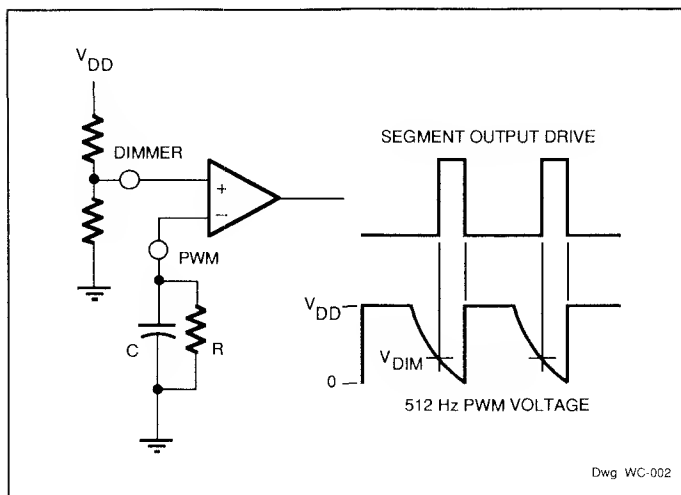 VDD
DIMMER
+
−
PWM
C
R
SEGMENT OUTPUT DRIVE
VDD
VDIM
0
512 Hz PWM VOLTAGE
Dwg WC-002